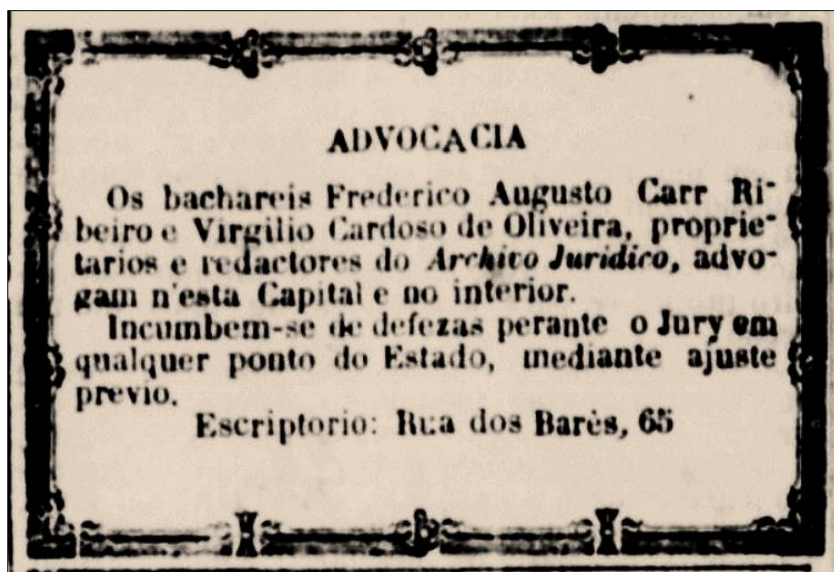 ADVOCACIA
Os bachareis Frederico Augusto Carr Ri-
beiro e Virgilio Cardoso de Oliveira, proprie-
tarios e redactores do Archivo Juridico, advo-
gam n'esta Capital e no interior.
Incumbem-se de defezas perante o Jury em
qualquer ponto do Estado, mediante ajuste
previo.
Escriptorio: Rua dos Barès, 65